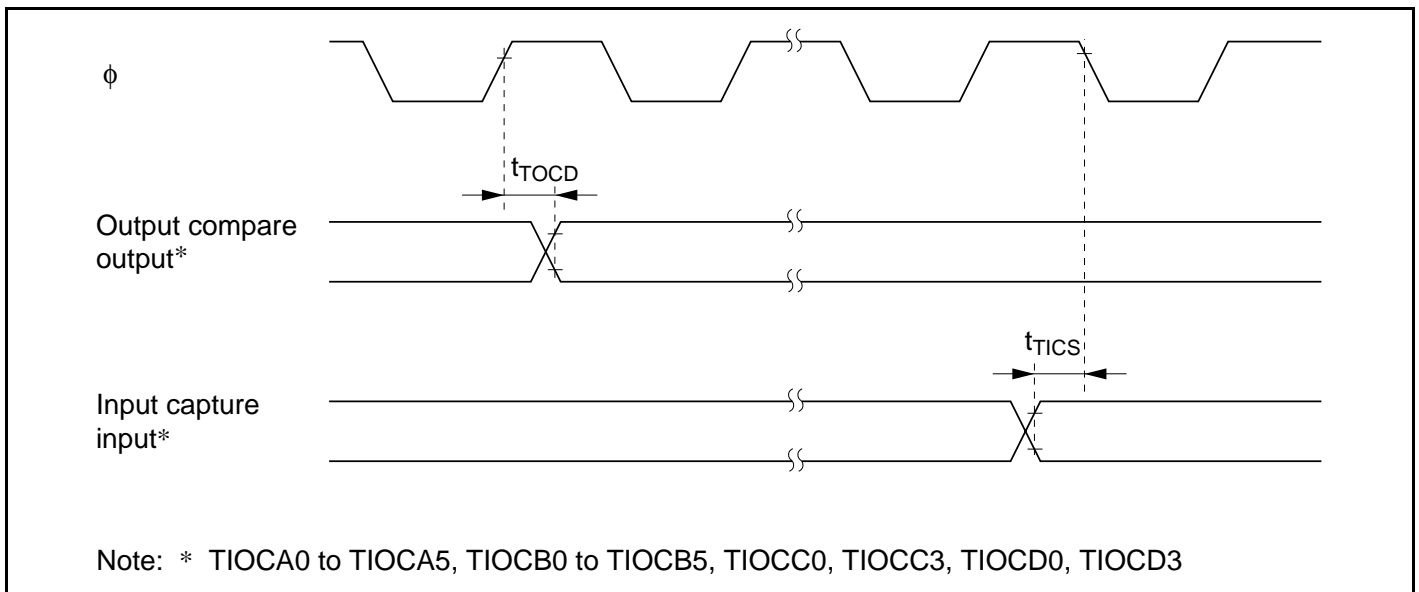 ϕ
tTOCD
Output compare
output*
tTICS
Input capture
input*
Note: * TIOCA0 to TIOCA5, TIOCB0 to TIOCB5, TIOCC0, TIOCC3, TIOCD0, TIOCD3